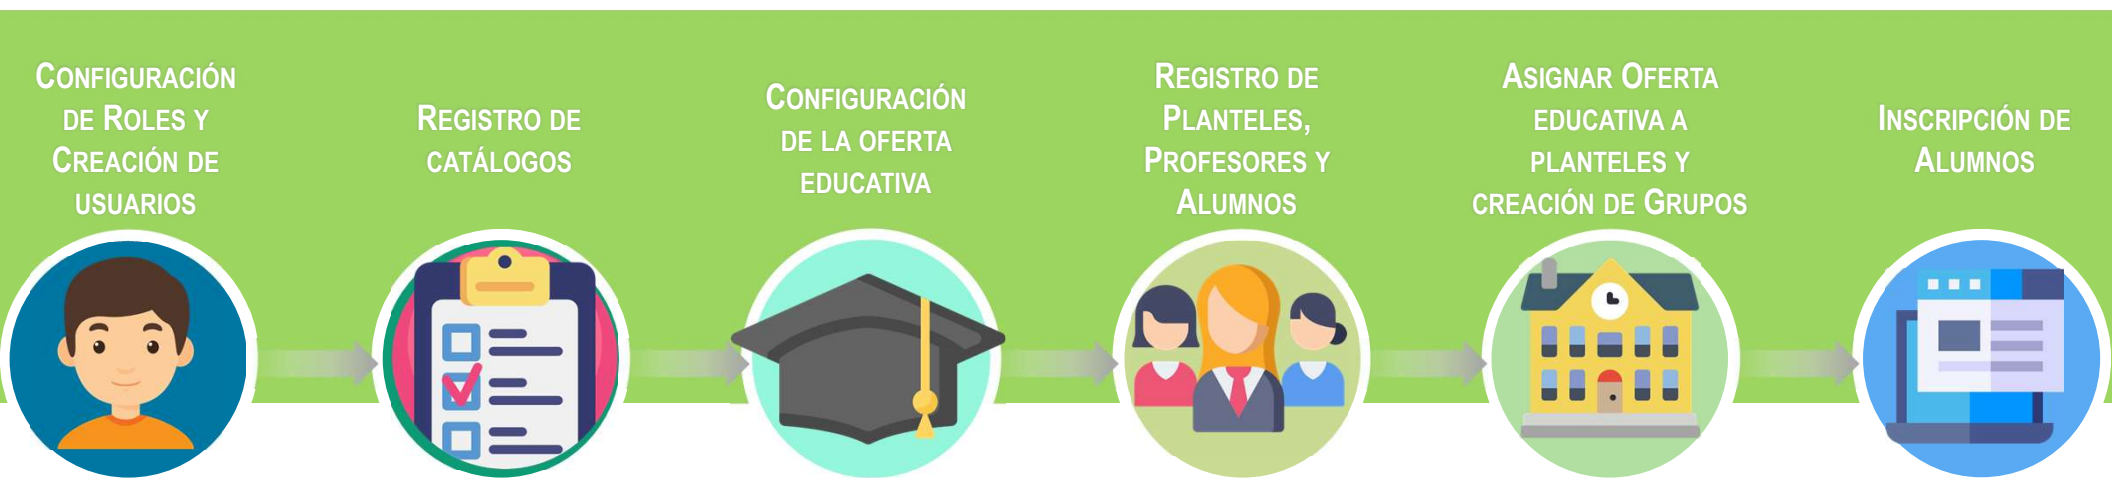 Configuración
de Roles y
Creación de
usuarios
Registro de
catálogos
Configuración
de la oferta
educativa
Registro de
Planteles,
Profesores y
Alumnos
Asignar Oferta
educativa a
planteles y
creación de Grupos
Inscripción de
Alumnos